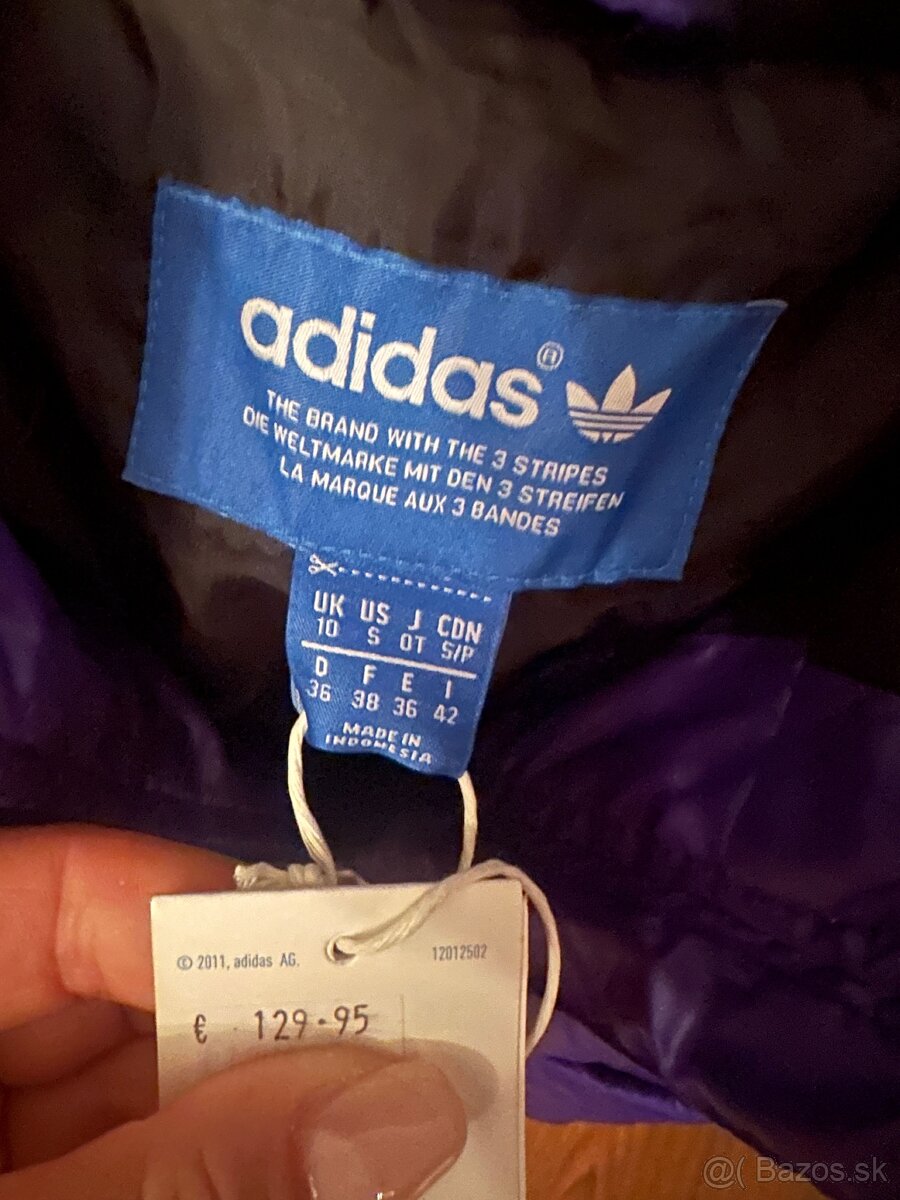 adidas®
THE BRAND WITH THE 3 STRIPES
DIE WELTMARKE MIT DEN 3 STREIFEN
LA MARQUE AUX 3 BANDES
UK US J CDN
10 S OT S/P
D F E I
36 38 36 42
MADE IN
INDONESIA
© 2011, adidas AG. 12012502
€ 129.95
@( Bazos.sk